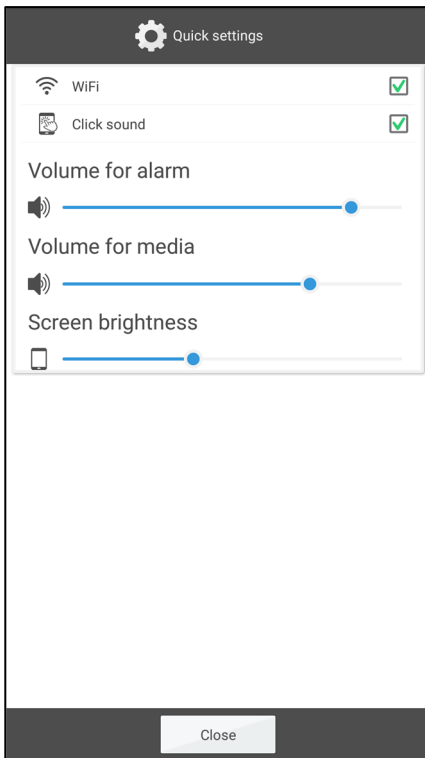 Quick settings
WiFi
Click sound
Volume for alarm
Volume for media
Screen brightness
Close